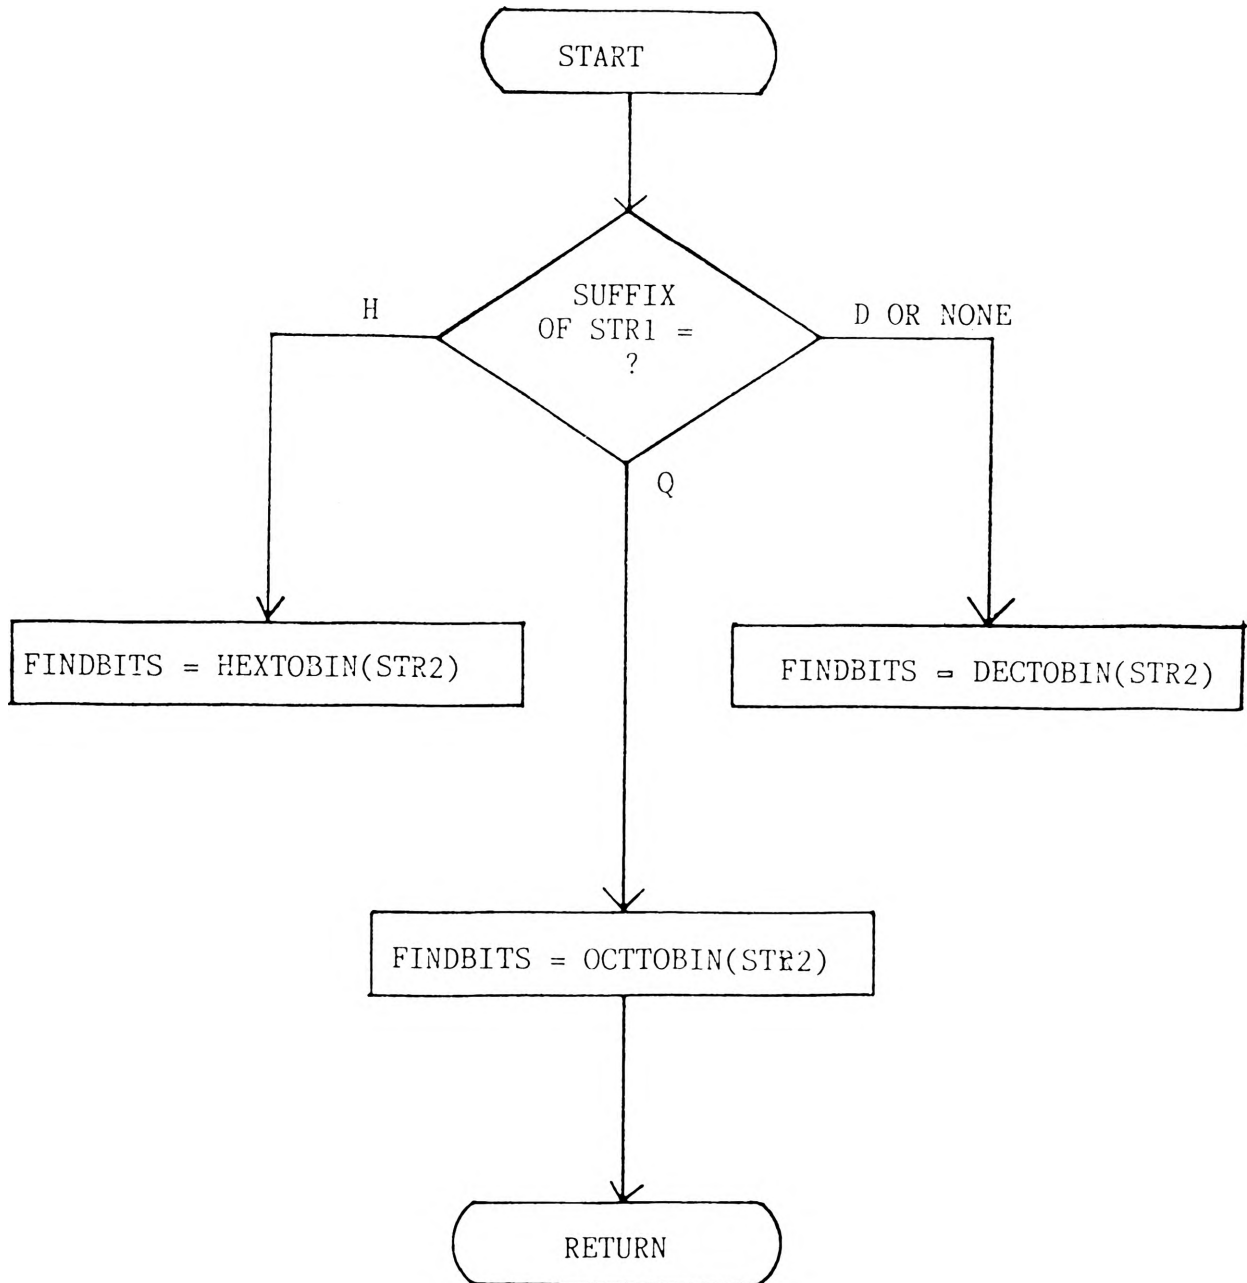 START
SUFFIX
OF STR1 =
?
H
D OR NONE
Q
FINDBITS = HEXTOBIN(STR2)
FINDBITS = DECTOBIN(STR2)
FINDBITS = OCTTOBIN(STR2)
RETURN